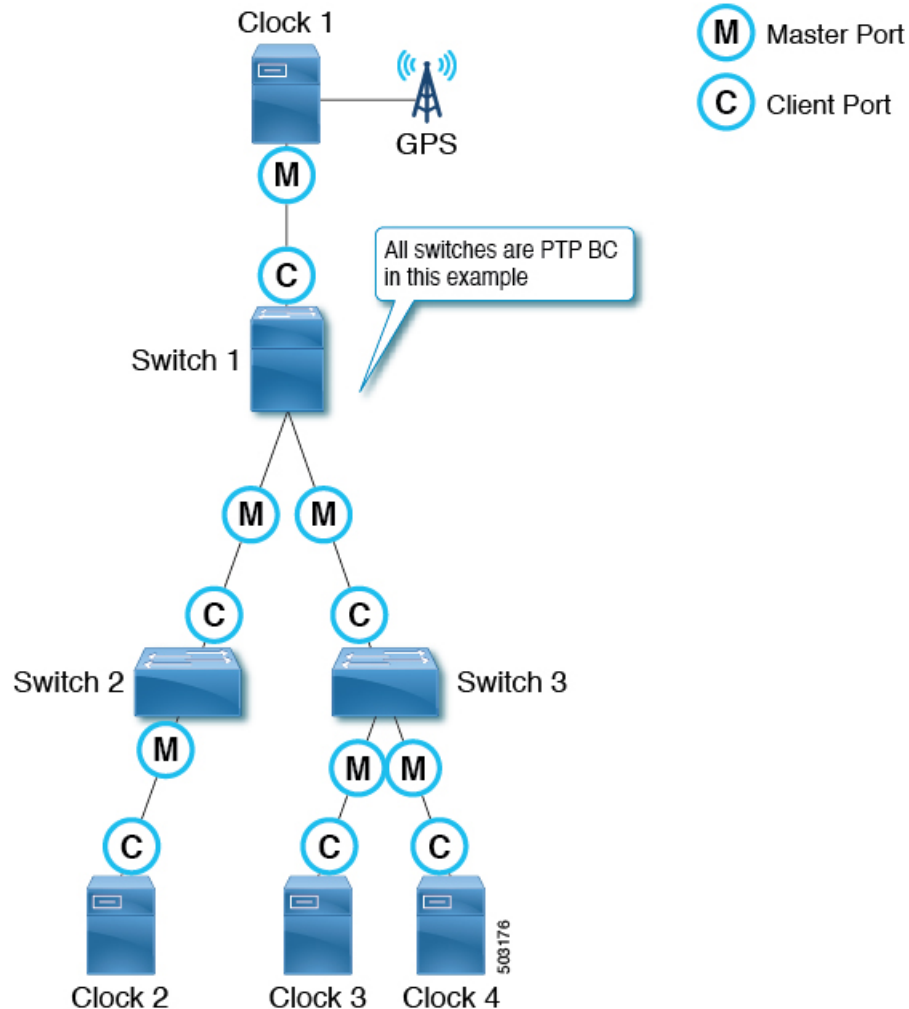 Clock 1
GPS
M Master Port
C Client Port
M
C
All switches are PTP BC
in this example
Switch 1
M M
C C
Switch 2
Switch 3
M
M M
C
C C
503176
Clock 2
Clock 3
Clock 4